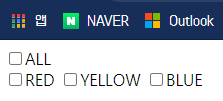 앱 NAVER Outlook
ALL
RED YELLOW BLUE